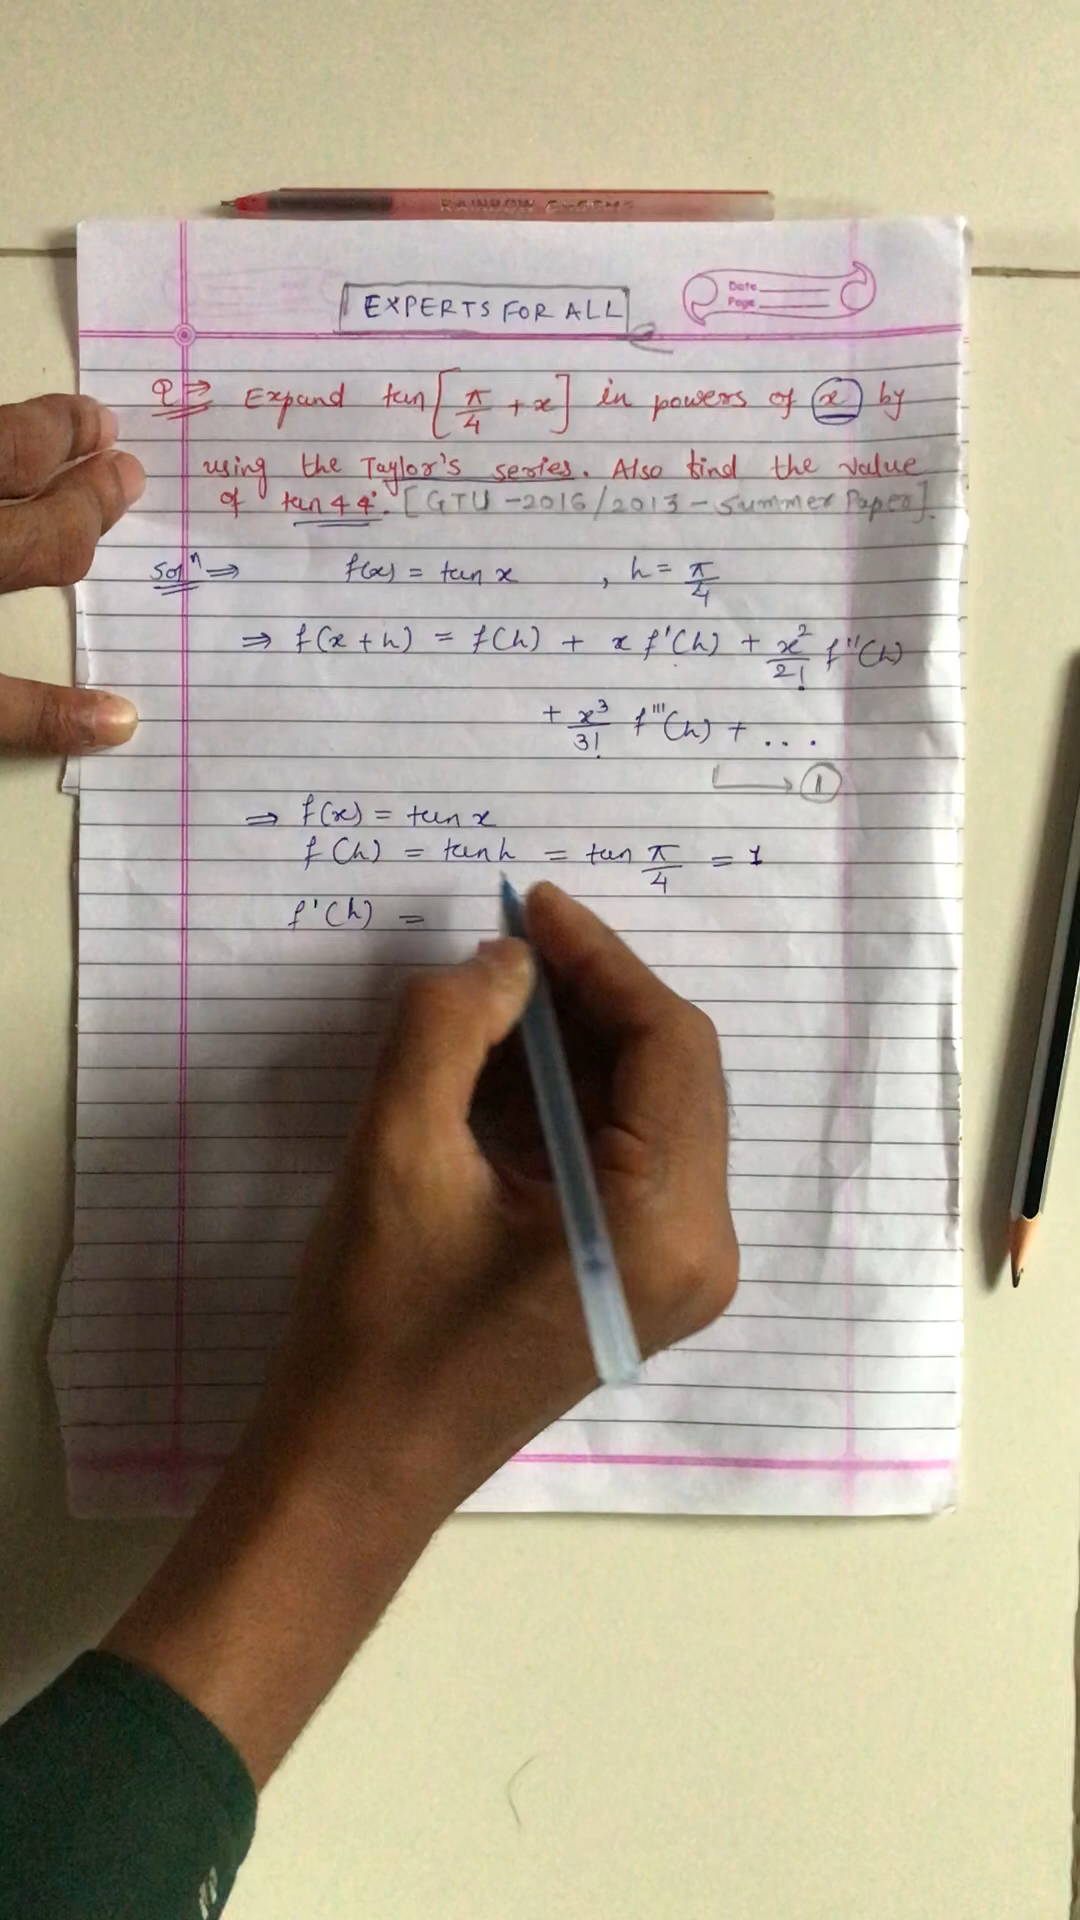 RAINBOW
EXPERTS FOR ALL
Date
Page
Q⇒ Expand tan[π/4 + x] in powers of x by
using the Taylor's series. Also find the value
of tan 44°. [GTU -2016/2013 - Summer Paper].
Solⁿ ⇒ f(x) = tan x , h = π/4
⇒ f(x+h) = f(h) + x f'(h) + x²/2! f''(h)
+ x³/3! f'''(h) + ...
①
⇒ f(x) = tan x
f(h) = tan h = tan π/4 = 1
f'(h) =